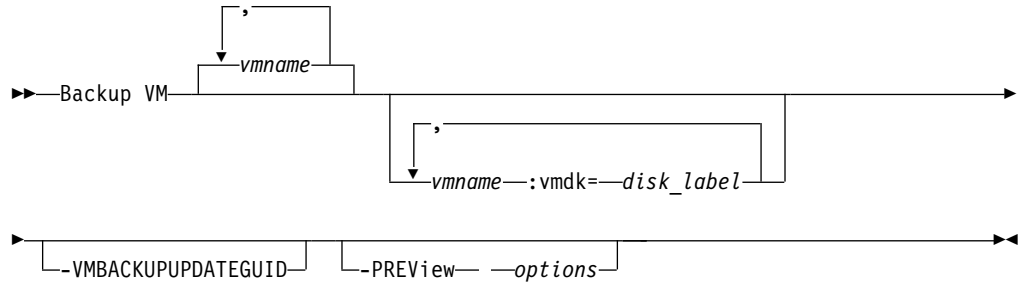 ,
vmname
Backup VM
,
vmname :vmdk= disk_label
-VMBACKUPUPDATEGUID -PREView options